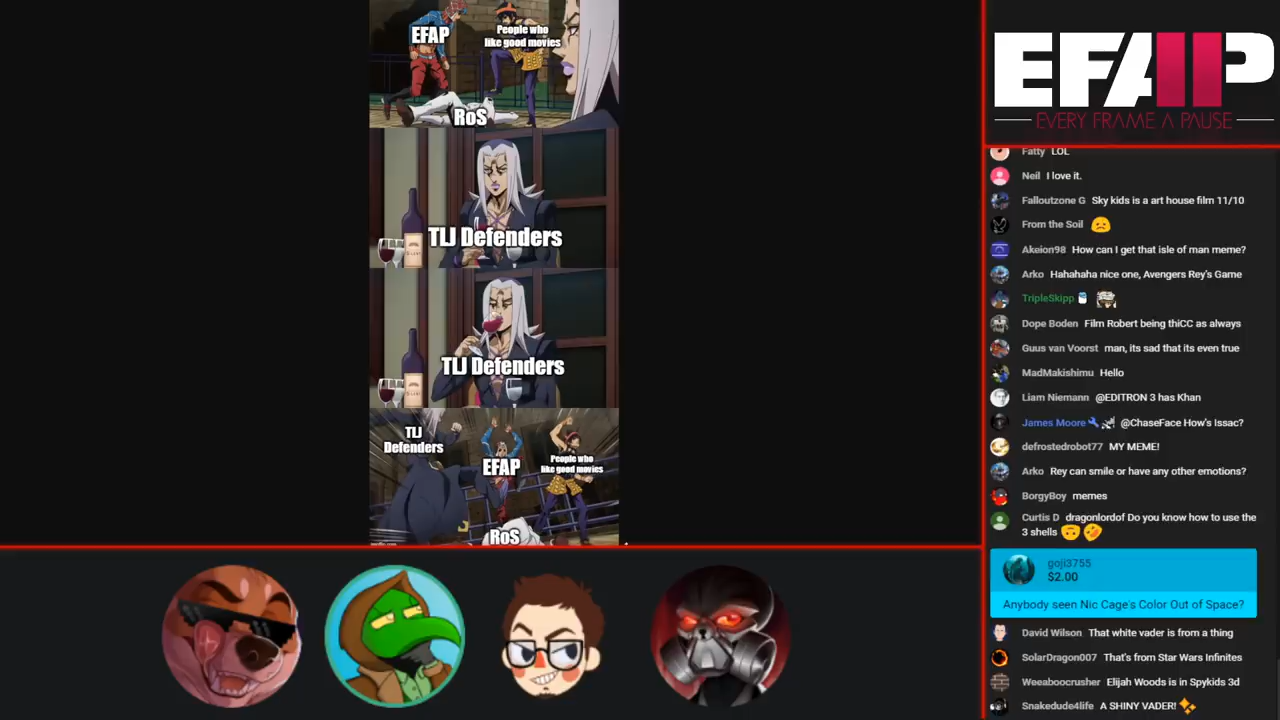 EFAP
People who
like good movies
RoS
TLJ Defenders
TLJ Defenders
TLJ
Defenders
EFAP
People who
like good movies
RoS
EFAP
EVERY FRAME A PAUSE
Fatty LOL
Neil I love it.
Falloutzone G Sky kids is a art house film 11/10
From the Soil
Akeion98 How can I get that isle of man meme?
Arko Hahahaha nice one, Avengers Rey's Game
TripleSkipp
Dope Boden Film Robert being thiCC as always
Guus van Voorst man, its sad that its even true
MadMakishimu Hello
Liam Niemann @EDITRON 3 has Khan
James Moore @ChaseFace How's Issac?
defrostedrobot77 MY MEME!
Arko Rey can smile or have any other emotions?
BorgyBoy memes
Curtis D dragonlordof Do you know how to use the
3 shells
goji3755
$2.00
Anybody seen Nic Cage's Color Out of Space?
David Wilson That white vader is from a thing
SolarDragon007 That's from Star Wars Infinites
Weeaboocrusher Elijah Woods is in Spykids 3d
Snakedude4life A SHINY VADER!